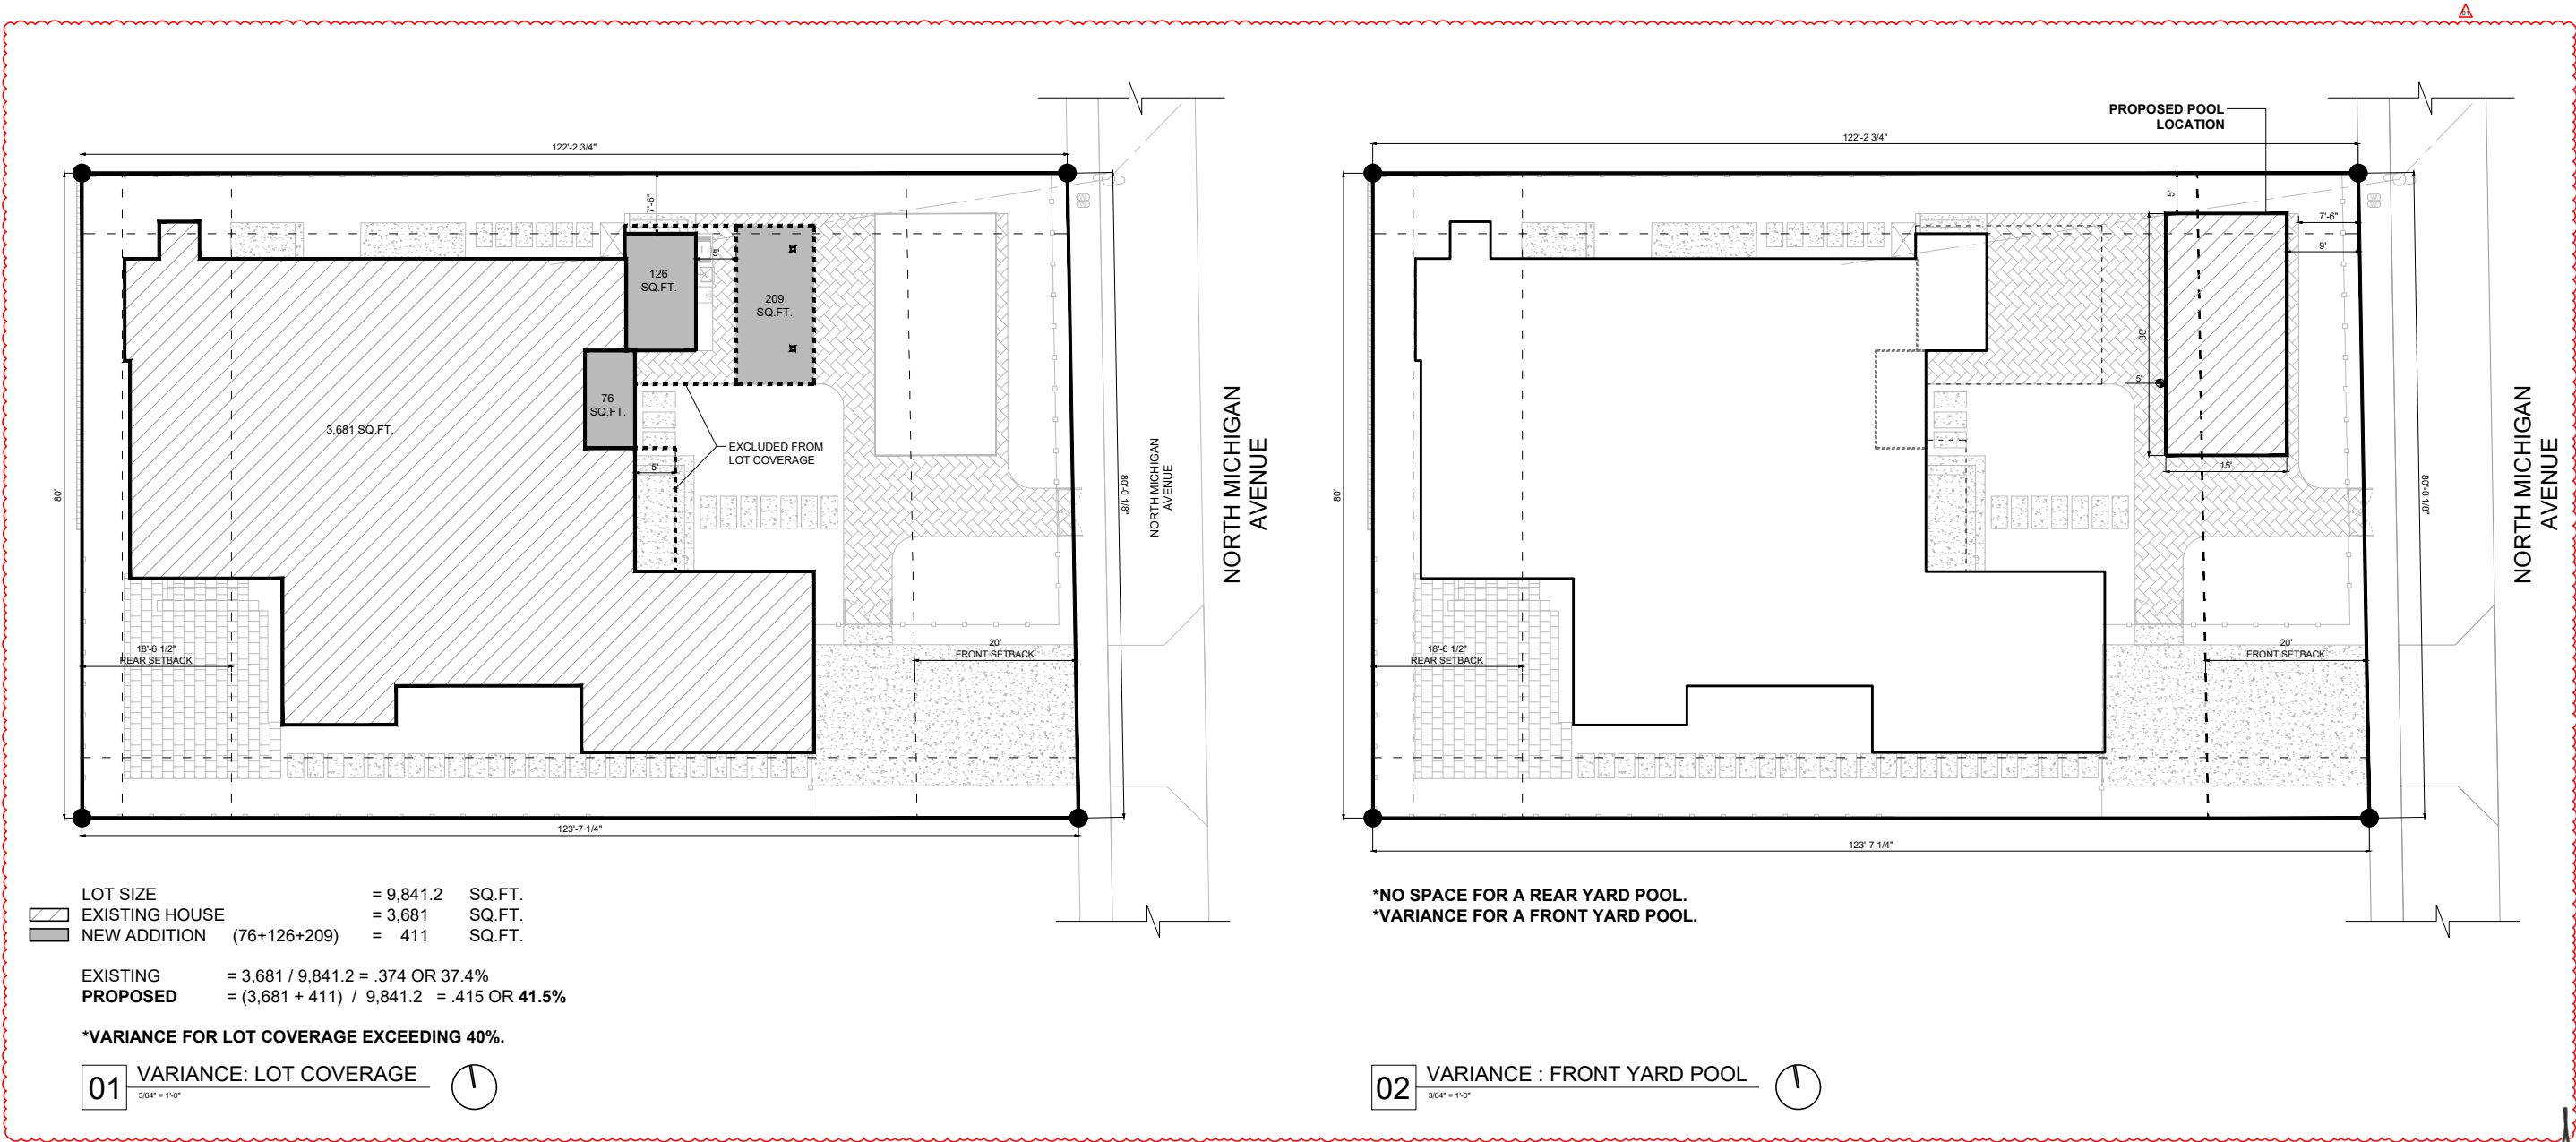 122'-2 3/4"
7'-6"
5'
126
SQ.FT.
209
SQ.FT.
76
SQ.FT.
3,681 SQ.FT.
EXCLUDED FROM
LOT COVERAGE
5'
80'
80'-0 1/8"
NORTH MICHIGAN
AVENUE
NORTH MICHIGAN
AVENUE
18'-6 1/2"
REAR SETBACK
20'
FRONT SETBACK
123'-7 1/4"
LOT SIZE = 9,841.2 SQ.FT.
EXISTING HOUSE = 3,681 SQ.FT.
NEW ADDITION (76+126+209) = 411 SQ.FT.
EXISTING = 3,681 / 9,841.2 = .374 OR 37.4%
PROPOSED = (3,681 + 411) / 9,841.2 = .415 OR 41.5%
*VARIANCE FOR LOT COVERAGE EXCEEDING 40%.
01 VARIANCE: LOT COVERAGE
3/64" = 1'-0"
PROPOSED POOL
LOCATION
122'-2 3/4"
5'
7'-6"
9'
30'
5'
15'
80'
80'-0 1/8"
NORTH MICHIGAN
AVENUE
18'-6 1/2"
REAR SETBACK
20'
FRONT SETBACK
123'-7 1/4"
*NO SPACE FOR A REAR YARD POOL.
*VARIANCE FOR A FRONT YARD POOL.
02 VARIANCE : FRONT YARD POOL
3/64" = 1'-0"